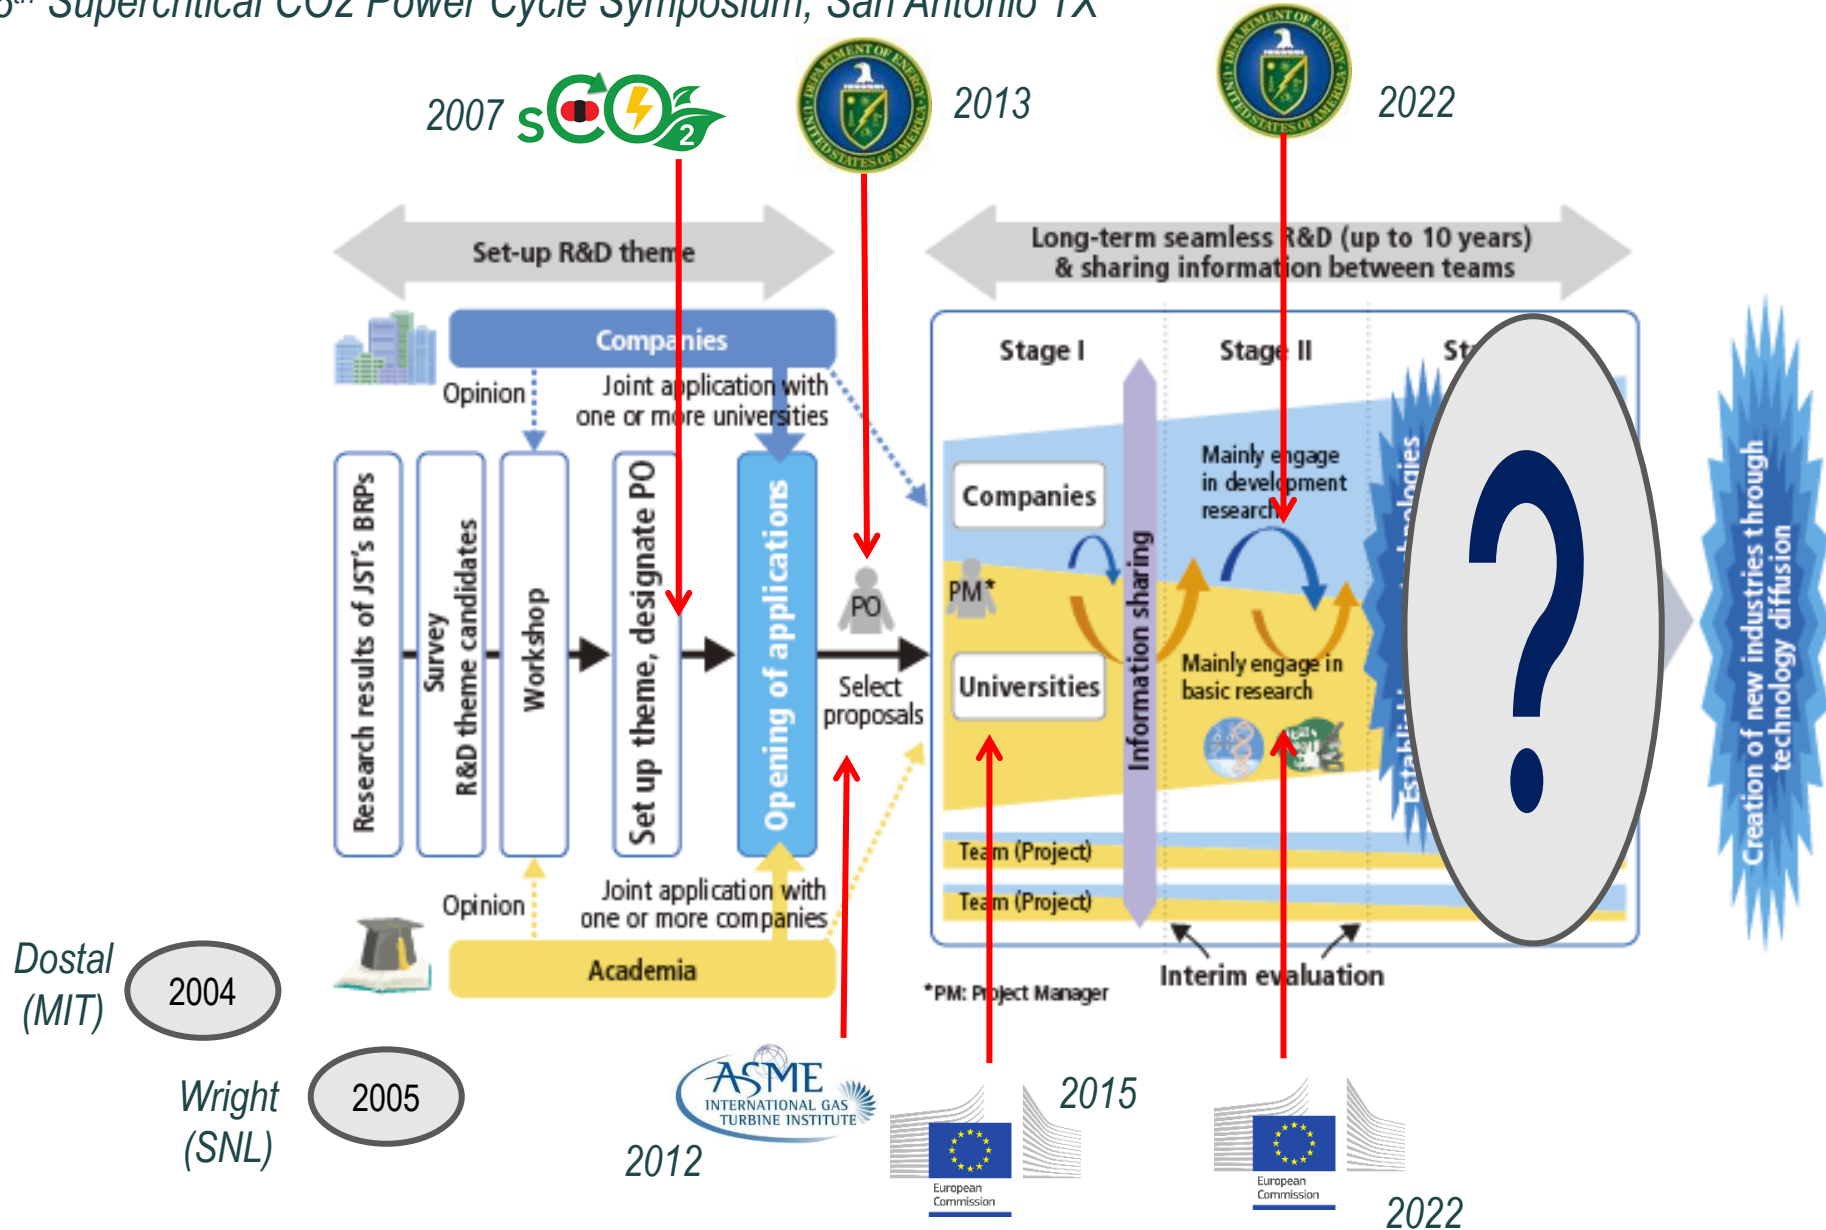 Supercritical CO2 Power Cycle Symposium, San Antonio TX
2007
sCO2
2013
2022
Set-up R&D theme
Long-term seamless R&D (up to 10 years)
& sharing information between teams
Companies
Opinion
Joint application with
one or more universities
Research results of JST's BRPs
Survey
R&D theme candidates
Workshop
Set up theme, designate PO
Opening of applications
PO
Select
proposals
Opinion
Joint application with
one or more companies
Academia
Stage I
Stage II
Companies
PM*
Universities
Information sharing
Mainly engage
in development
research
Mainly engage in
basic research
?
Team (Project)
Team (Project)
Interim evaluation
*PM: Project Manager
Creation of new industries through
technology diffusion
Dostal
(MIT)
2004
Wright
(SNL)
2005
ASME
INTERNATIONAL GAS
TURBINE INSTITUTE
2012
European
Commission
2015
European
Commission
2022